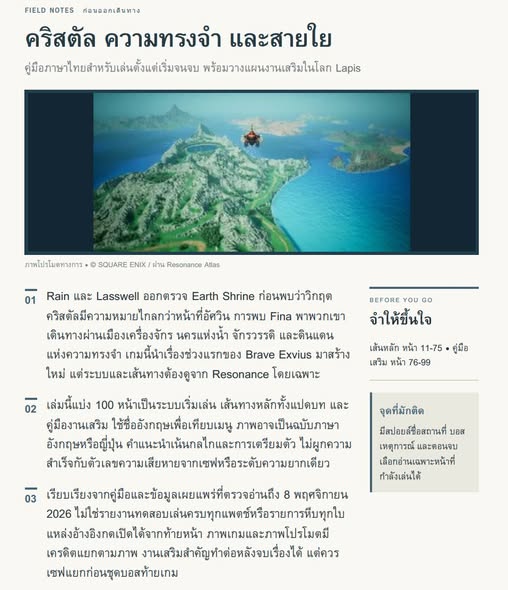 FIELD NOTES ก่อนออกเดินทาง
คริสตัล ความทรงจำ และสายใย
คู่มือภาษาไทยสำหรับเล่นตั้งแต่เริ่มจนจบ พร้อมวางแผนงานเสริมในโลก Lapis
ภาพโปรโมตทางการ • © SQUARE ENIX / ผ่าน Resonance Atlas
01
Rain และ Lasswell ออกตรวจ Earth Shrine ก่อนพบว่าวิกฤต
คริสตัลมีความหมายไกลกว่าหน้าที่อัศวิน การพบ Fina พาพวกเขา
เดินทางผ่านเมืองเครื่องจักร นครแห่งน้ำ จักรวรรดิ และดินแดน
แห่งความทรงจำ เกมนี้นำเรื่องช่วงแรกของ Brave Exvius มาสร้าง
ใหม่ แต่ระบบและเส้นทางต้องดูจาก Resonance โดยเฉพาะ
02
เล่มนี้แบ่ง 100 หน้าเป็นระบบเริ่มเล่น เส้นทางหลักทั้งแปดบท และ
คู่มืองานเสริม ใช้ชื่ออังกฤษเพื่อเทียบเมนู ภาพอาจเป็นฉบับภาษา
อังกฤษหรือญี่ปุ่น คำแนะนำเน้นกลไกและการเตรียมตัว ไม่ผูกความ
สำเร็จกับตัวเลขความเสียหายจากเซฟหรือระดับความยากเดียว
03
เรียบเรียงจากคู่มือและข้อมูลเผยแพร่ที่ตรวจอ่านถึง 8 พฤศจิกายน
2026 ไม่ใช่รายงานทดสอบเล่นครบทุกแพตช์หรือรายการหีบทุกใบ
แหล่งอ้างอิงกดเปิดได้จากท้ายหน้า ภาพเกมและภาพโปรโมตมี
เครดิตแยกตามภาพ งานเสริมสำคัญทำต่อหลังจบเรื่องได้ แต่ควร
เซฟแยกก่อนชุดบอสท้ายเกม
BEFORE YOU GO
จำให้ขึ้นใจ
เส้นหลัก หน้า 11-75 • คู่มือ
เสริม หน้า 76-99
จุดที่มักติด
มีสปอยล์ชื่อสถานที่ บอส
เหตุการณ์ และตอนจบ
เลือกอ่านเฉพาะหน้าที่
กำลังเล่นได้